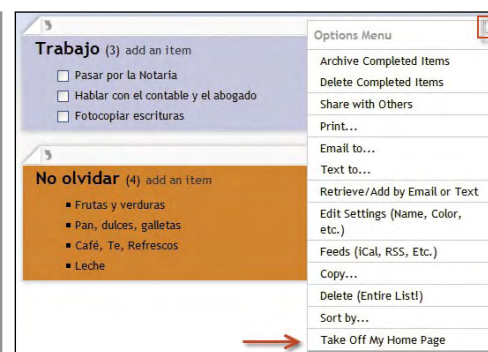 Trabajo (3) add an item
Pasar por la Notaria
Hablar con el contable y el abogado
Fotocopiar escrituras
No olvidar (4) add an item
Frutas y verduras
Pan, dulces, galletas
Café, Te, Refrescos
Leche
Options Menu
Archive Completed Items
Delete Completed Items
Share with Others
Print...
Email to...
Text to...
Retrieve/Add by Email or Text
Edit Settings (Name, Color,
etc.)
Feeds (iCal, RSS, Etc.)
Copy...
Delete (Entire List!)
Sort by...
Take Off My Home Page